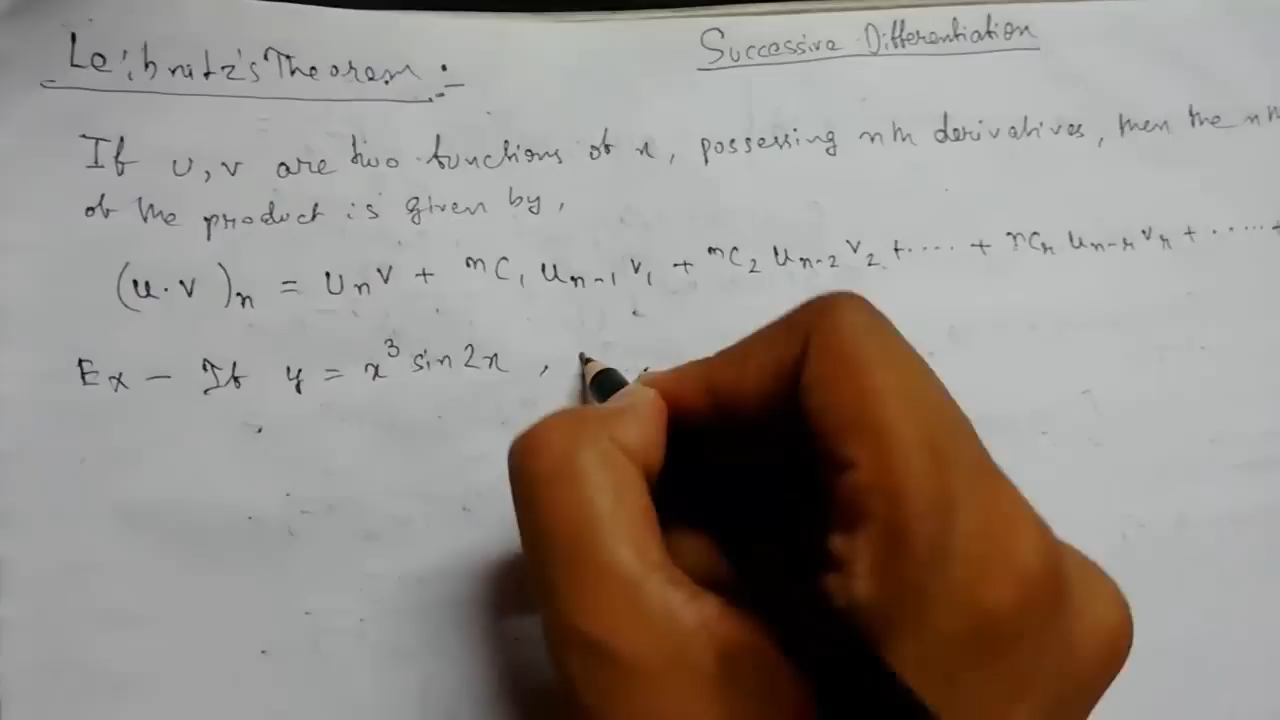 Leibnitz's Theorem :-
Successive Differentiation
If u, v are two functions of x, possessing nth derivatives, then the nth
of the product is given by,
(u.v)ₙ = uₙv + ⁿC₁ uₙ₋₁ v₁ + ⁿC₂ uₙ₋₂ v₂ + .... + ⁿCᵣ uₙ₋ᵣ vᵣ + ..... +
Ex - If y = x³ sin 2x ,